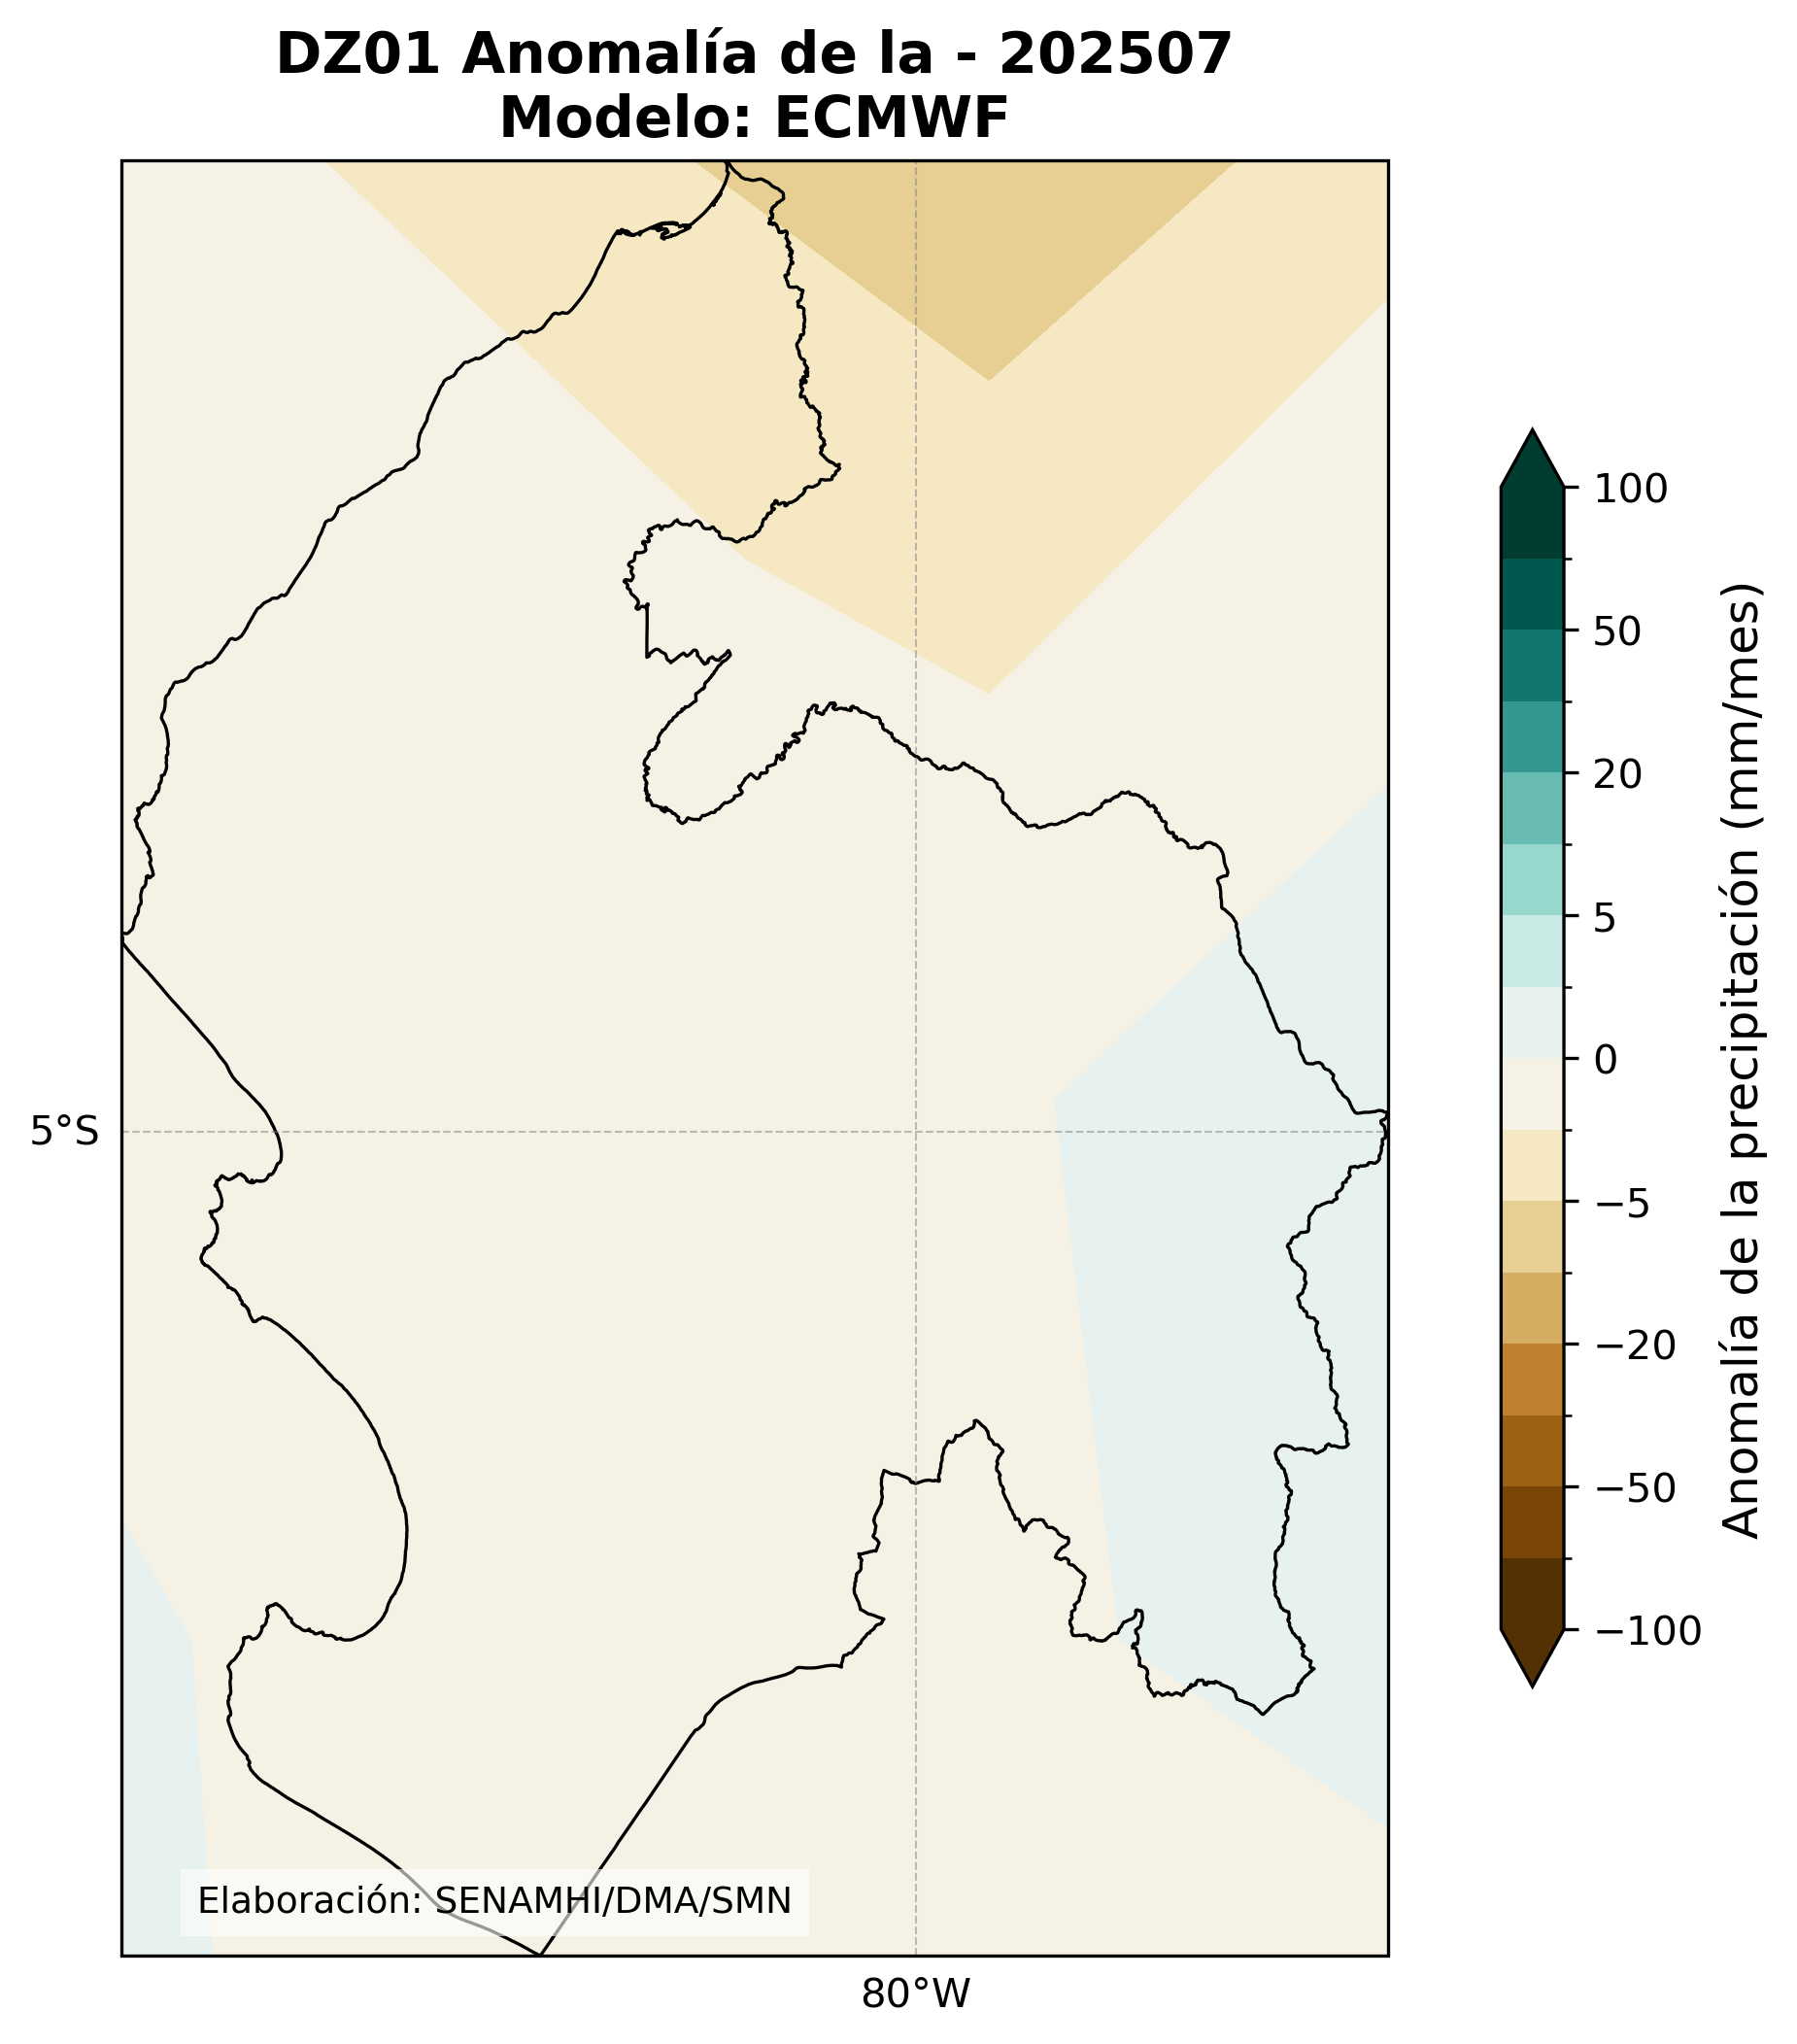 DZ01 Anomalía de la - 202507
Modelo: ECMWF
100
50
20
5
0
−5
−20
−50
−100
Anomalía de la precipitación (mm/mes)
5°S
Elaboración: SENAMHI/DMA/SMN
80°W